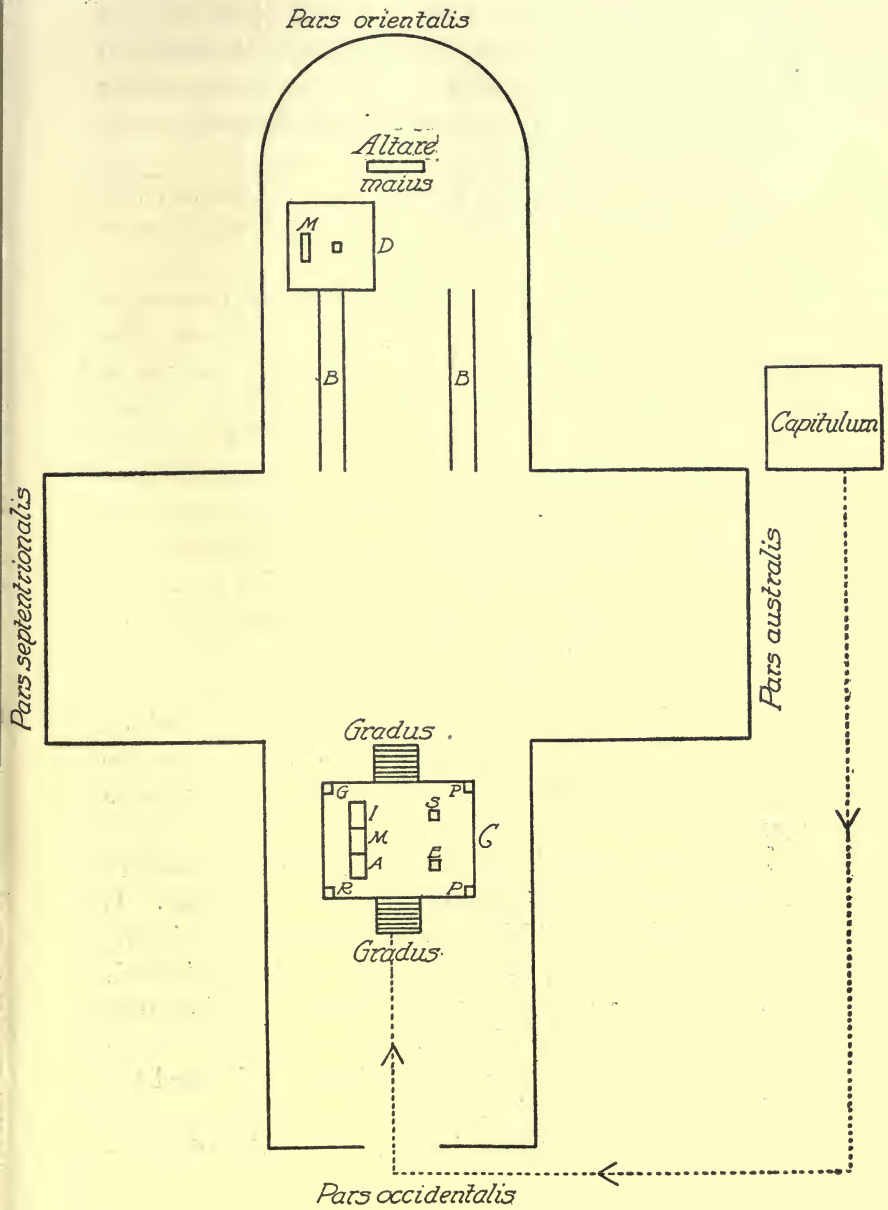 Pars orientalis
Altare
maius
M
D
B
B
Capitulum
Pars septentrionalis
Pars australis
Gradus
G
P
I
S
M
C
A
E
R
P
Gradus
Pars occidentalis